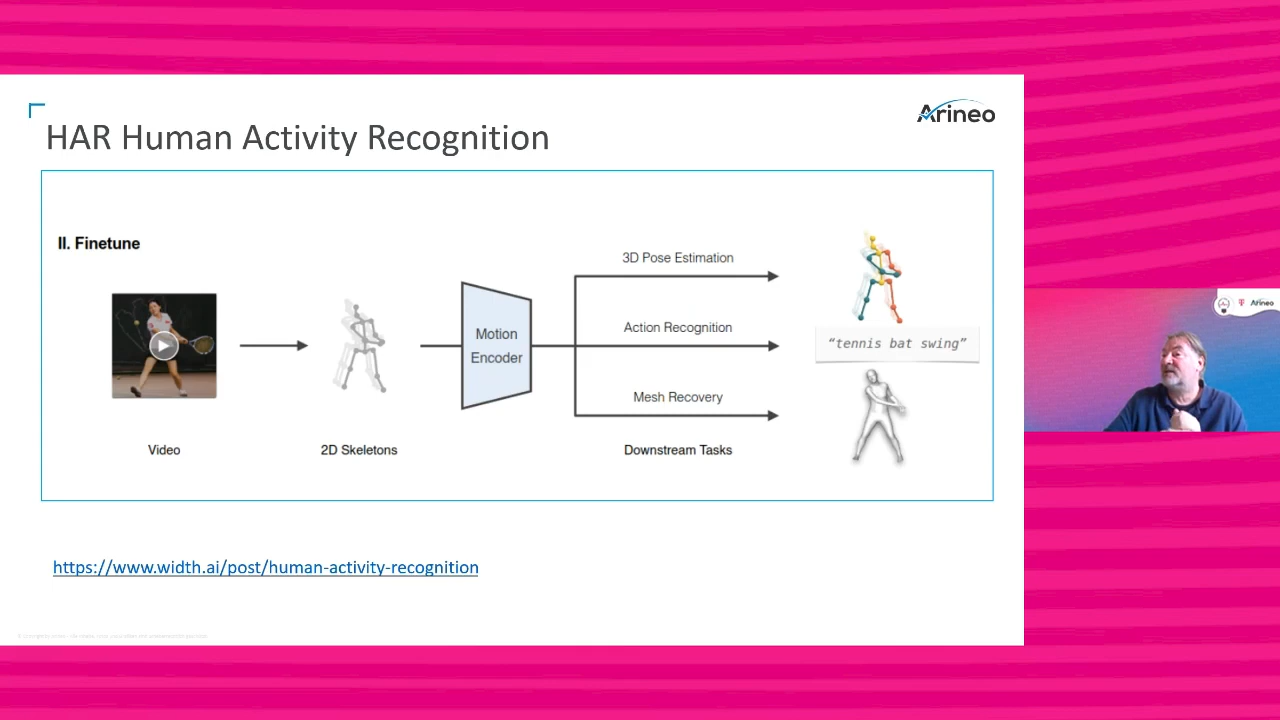 Arineo
HAR Human Activity Recognition
II. Finetune
3D Pose Estimation
Action Recognition
"tennis bat swing"
Motion
Encoder
Mesh Recovery
Video
2D Skeletons
Downstream Tasks
https://www.width.ai/post/human-activity-recognition
T Arineo